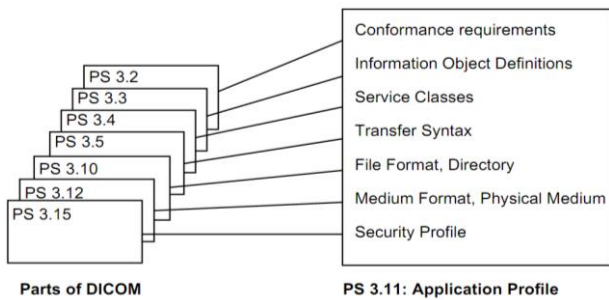 PS 3.2
PS 3.3
PS 3.4
PS 3.5
PS 3.10
PS 3.12
PS 3.15
Parts of DICOM
Conformance requirements
Information Object Definitions
Service Classes
Transfer Syntax
File Format, Directory
Medium Format, Physical Medium
Security Profile
PS 3.11: Application Profile